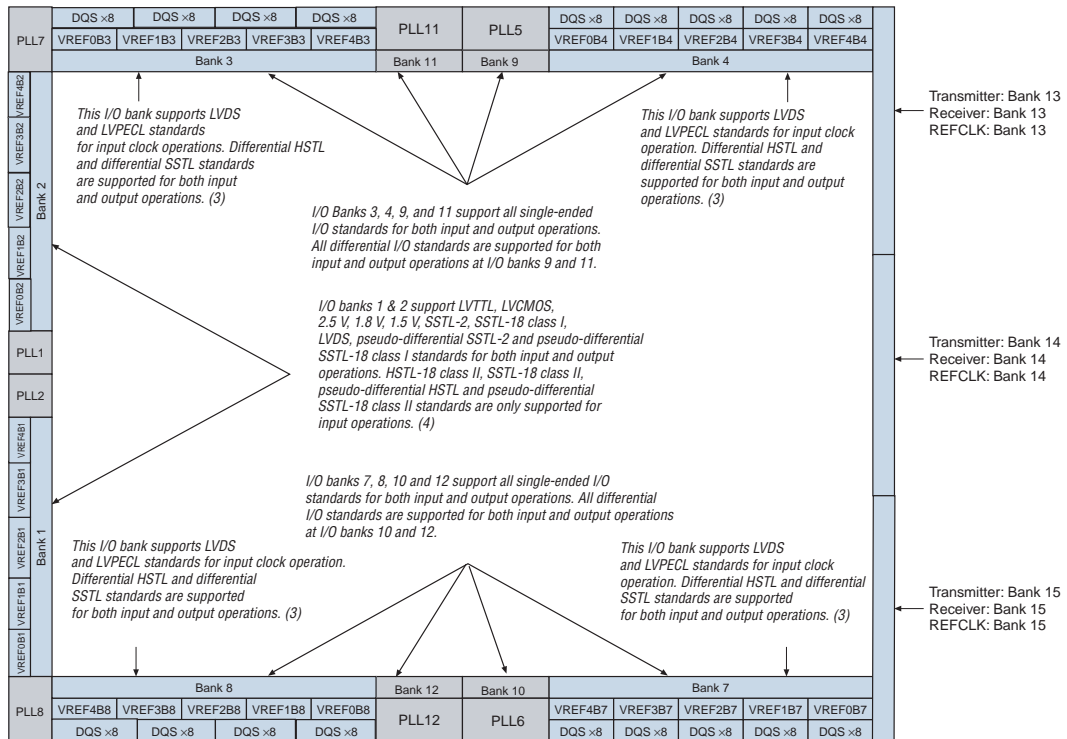 PLL7
DQS ×8 DQS ×8 DQS ×8 DQS ×8
VREF0B3 VREF1B3 VREF2B3 VREF3B3 VREF4B3
Bank 3
PLL11
Bank 11
PLL5
Bank 9
DQS ×8 DQS ×8 DQS ×8 DQS ×8 DQS ×8
VREF0B4 VREF1B4 VREF2B4 VREF3B4 VREF4B4
Bank 4
VREF4B2
VREF3B2
VREF2B2
VREF1B2
VREF0B2
Bank 2
This I/O bank supports LVDS
and LVPECL standards
for input clock operations. Differential HSTL
and differential SSTL standards
are supported for both input
and output operations. (3)
This I/O bank supports LVDS
and LVPECL standards for input clock
operation. Differential HSTL and
differential SSTL standards are
supported for both input and output
operations. (3)
Transmitter: Bank 13
Receiver: Bank 13
REFCLK: Bank 13
I/O Banks 3, 4, 9, and 11 support all single-ended
I/O standards for both input and output operations.
All differential I/O standards are supported for both
input and output operations at I/O banks 9 and 11.
I/O banks 1 & 2 support LVTTL, LVCMOS,
2.5 V, 1.8 V, 1.5 V, SSTL-2, SSTL-18 class I,
LVDS, pseudo-differential SSTL-2 and pseudo-differential
SSTL-18 class I standards for both input and output
operations. HSTL-18 class II, SSTL-18 class II,
pseudo-differential HSTL and pseudo-differential
SSTL-18 class II standards are only supported for
input operations. (4)
PLL1
PLL2
Transmitter: Bank 14
Receiver: Bank 14
REFCLK: Bank 14
VREF4B1
VREF3B1
VREF2B1
VREF1B1
VREF0B1
Bank 1
I/O banks 7, 8, 10 and 12 support all single-ended I/O
standards for both input and output operations. All differential
I/O standards are supported for both input and output operations
at I/O banks 10 and 12.
This I/O bank supports LVDS
and LVPECL standards for input clock operation.
Differential HSTL and differential
SSTL standards are supported
for both input and output operations. (3)
This I/O bank supports LVDS
and LVPECL standards for input clock
operation. Differential HSTL and differential
SSTL standards are supported
for both input and output operations. (3)
Transmitter: Bank 15
Receiver: Bank 15
REFCLK: Bank 15
PLL8
Bank 8
VREF4B8 VREF3B8 VREF2B8 VREF1B8 VREF0B8
DQS ×8 DQS ×8 DQS ×8 DQS ×8
Bank 12
PLL12
Bank 10
PLL6
Bank 7
VREF4B7 VREF3B7 VREF2B7 VREF1B7 VREF0B7
DQS ×8 DQS ×8 DQS ×8 DQS ×8 DQS ×8